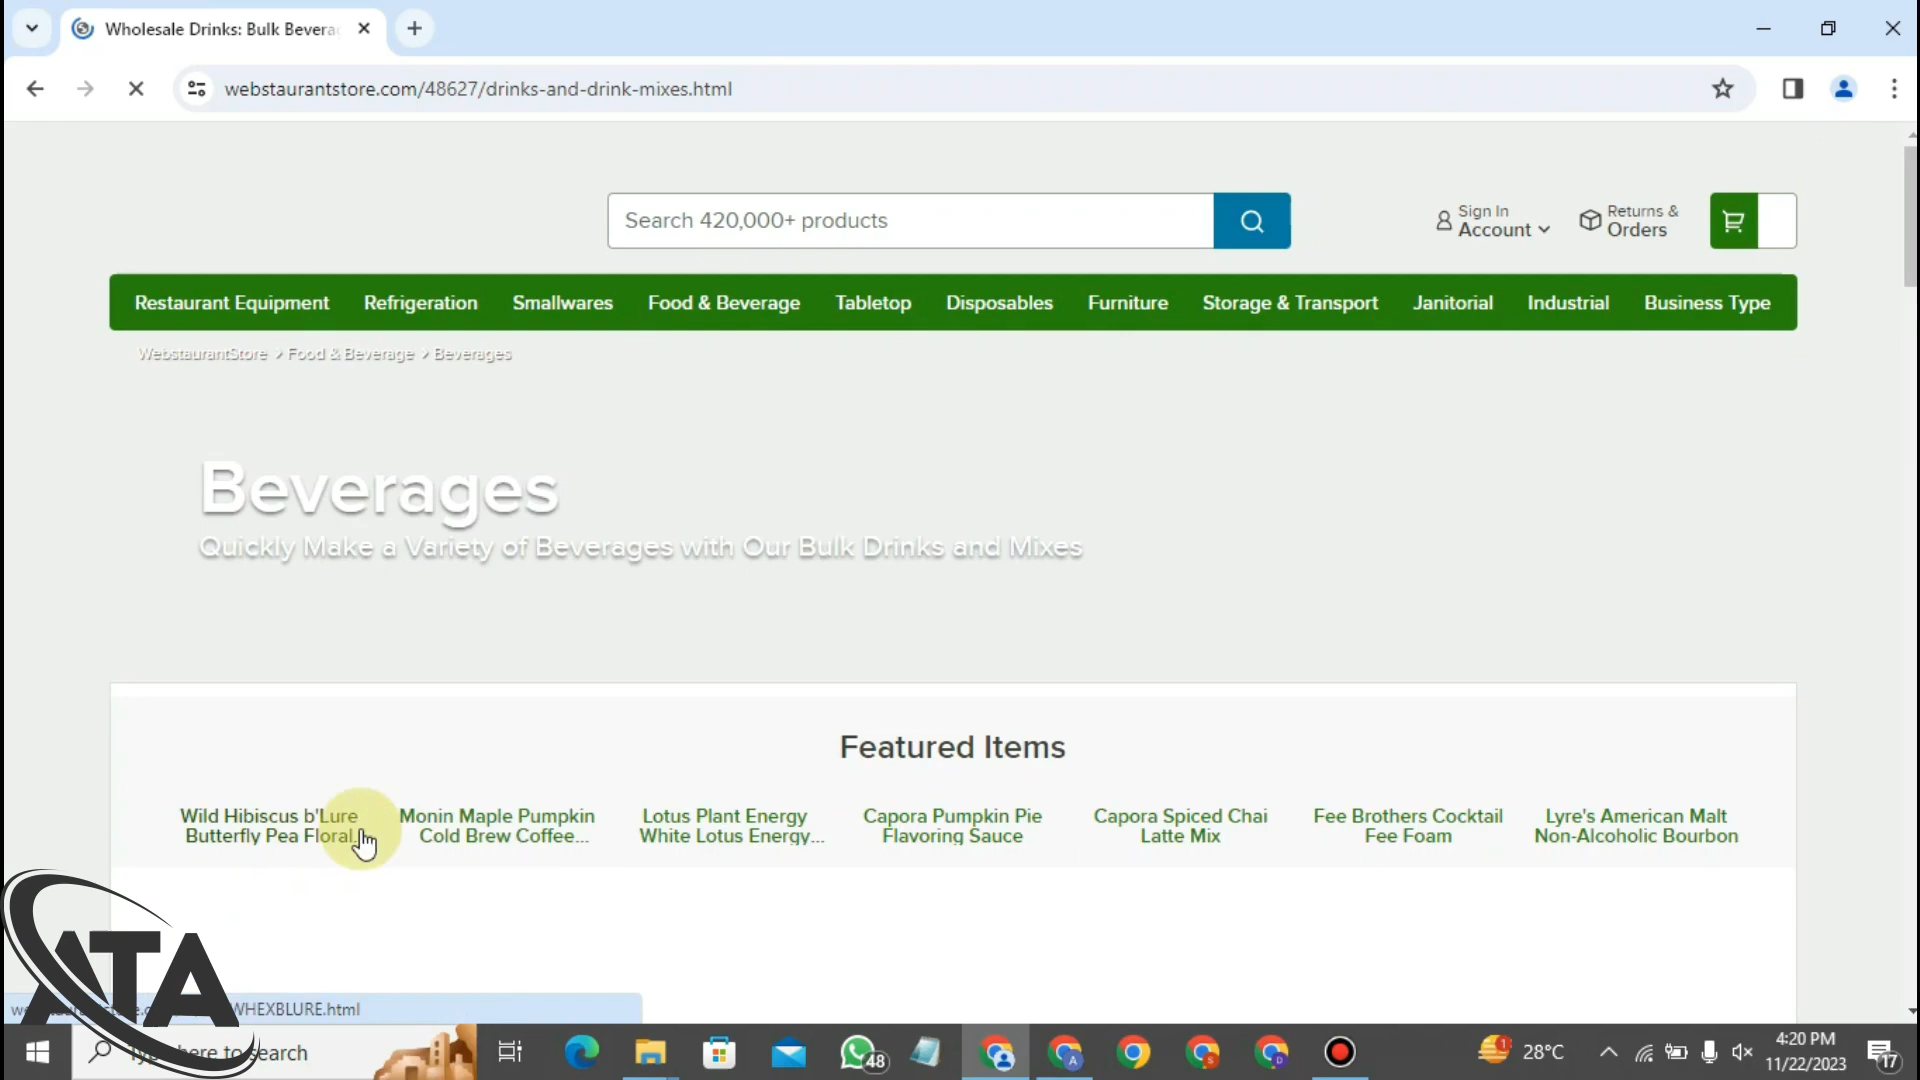 Wholesale Drinks: Bulk Bevera
webstaurantstore.com/48627/drinks-and-drink-mixes.html
Search 420,000+ products
Sign In
Account
Returns &
Orders
Restaurant Equipment Refrigeration Smallwares Food & Beverage Tabletop Disposables Furniture Storage & Transport Janitorial Industrial Business Type
WebstaurantStore > Food & Beverage > Beverages
Beverages
Quickly Make a Variety of Beverages with Our Bulk Drinks and Mixes
Featured Items
Wild Hibiscus b'Lure
Butterfly Pea Floral...
Monin Maple Pumpkin
Cold Brew Coffee...
Lotus Plant Energy
White Lotus Energy...
Capora Pumpkin Pie
Flavoring Sauce
Capora Spiced Chai
Latte Mix
Fee Brothers Cocktail
Fee Foam
Lyre's American Malt
Non-Alcoholic Bourbon
ATA
WHEXBLURE.html
here to search
48
1
28°C
4:20 PM
11/22/2023
17